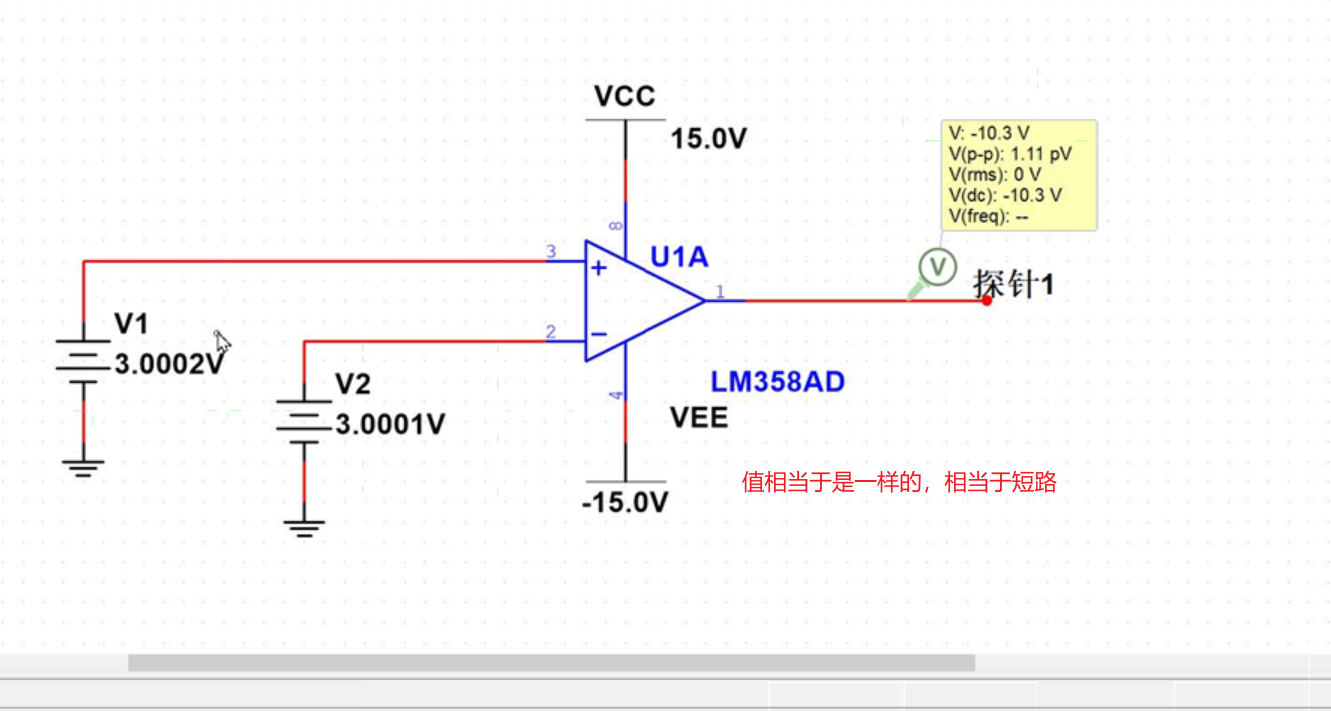 VCC
15.0V
V: -10.3 V
V(p-p): 1.11 pV
V(rms): 0 V
V(dc): -10.3 V
V(freq): --
8
3
U1A
V
+
1
探针1
V1
3.0002V
2
−
V2
3.0001V
4
LM358AD
VEE
值相当于是一样的，相当于短路
-15.0V